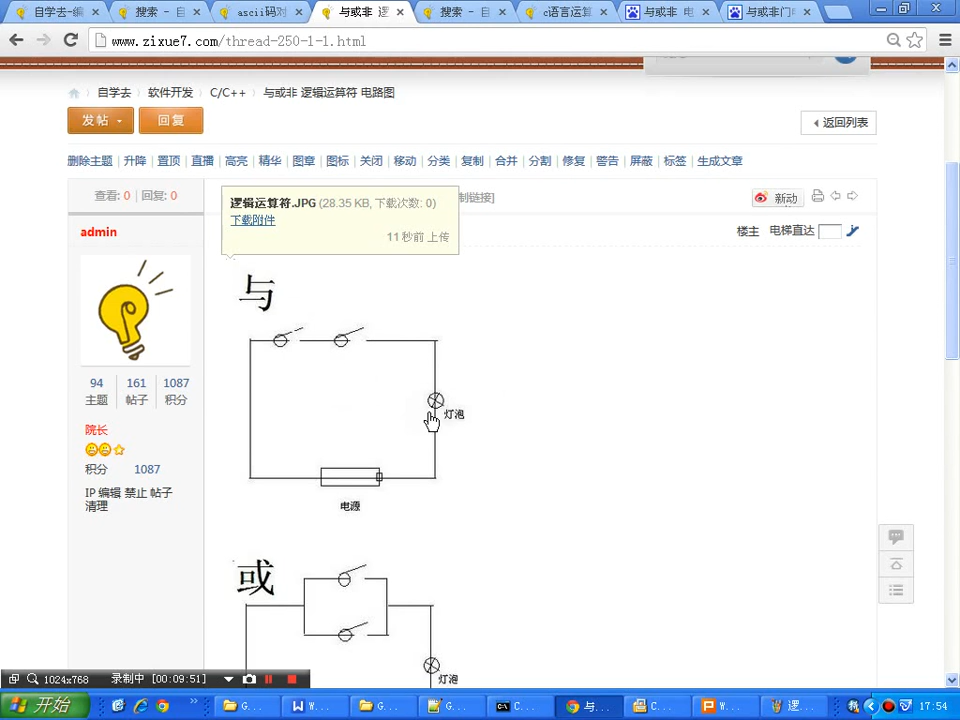 自学去-编
搜索 - 自
ascii码对
与或非 逻
搜索 - 自
c语言运算
与或非 电
与或非门
www.zixue7.com/thread-250-1-1.html
自学去 › 软件开发 › C/C++ › 与或非 逻辑运算符 电路图
发帖
回复
返回列表
删除主题 | 升降 | 置顶 | 直播 | 高亮 | 精华 | 图章 | 图标 | 关闭 | 移动 | 分类 | 复制 | 合并 | 分割 | 修复 | 警告 | 屏蔽 | 标签 | 生成文章
查看: 0 | 回复: 0
逻辑运算符.JPG (28.35 KB, 下载次数: 0)
下载附件
11 秒前 上传
制链接]
新动
楼主 电梯直达
admin
94 161 1087
主题 帖子 积分
院长
积分 1087
IP 编辑 禁止 帖子
清理
与
灯泡
电源
或
灯泡
1024x768 录制中 [00:09:51]
开始
G...
W...
G...
G...
C...
与...
C...
W...
逻...
17:54